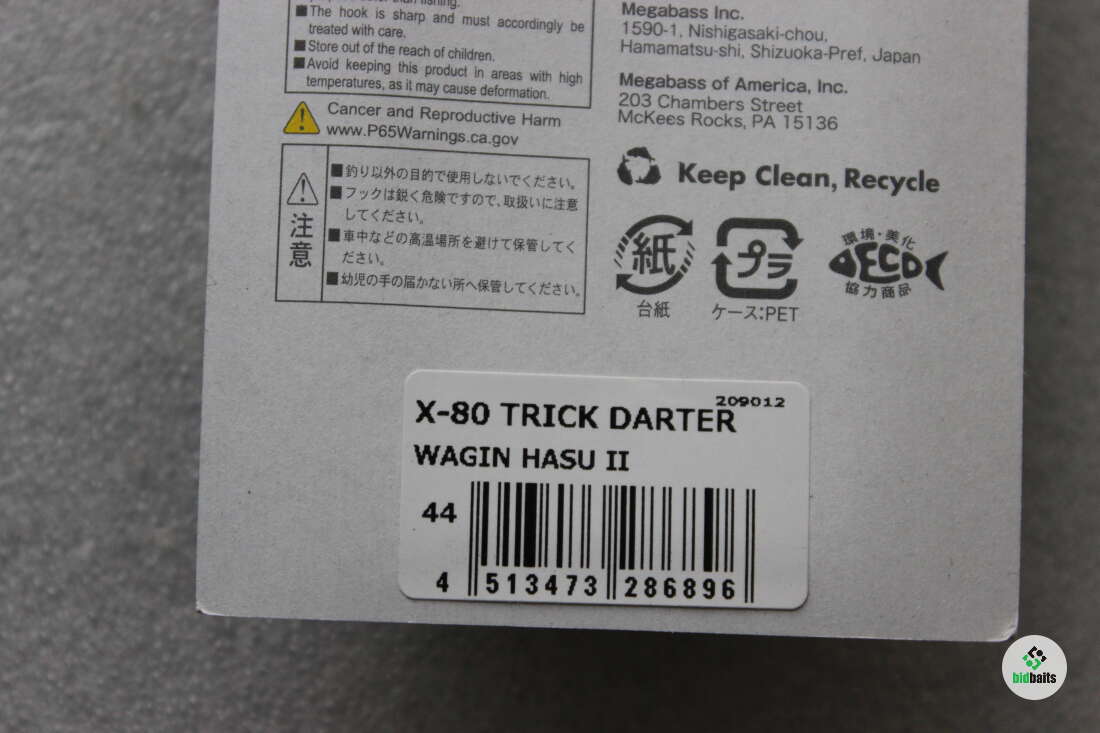 than fishing.
■The hook is sharp and must accordingly be
treated with care.
■Store out of the reach of children.
■Avoid keeping this product in areas with high
temperatures, as it may cause deformation.
Cancer and Reproductive Harm
www.P65Warnings.ca.gov
注意
■釣り以外の目的で使用しないでください。
■フックは鋭く危険ですので、取扱いに注意
してください。
■車中などの高温場所を避けて保管してく
ださい。
■幼児の手の届かない所へ保管してください。
Megabass Inc.
1590-1, Nishigasaki-chou,
Hamamatsu-shi, Shizuoka-Pref, Japan
Megabass of America, Inc.
203 Chambers Street
McKees Rocks, PA 15136
Keep Clean, Recycle
紙
台紙
プラ
ケース:PET
環境・美化
ECO
協力商品
209012
X-80 TRICK DARTER
WAGIN HASU II
44
4 513473 286896
bidbaits